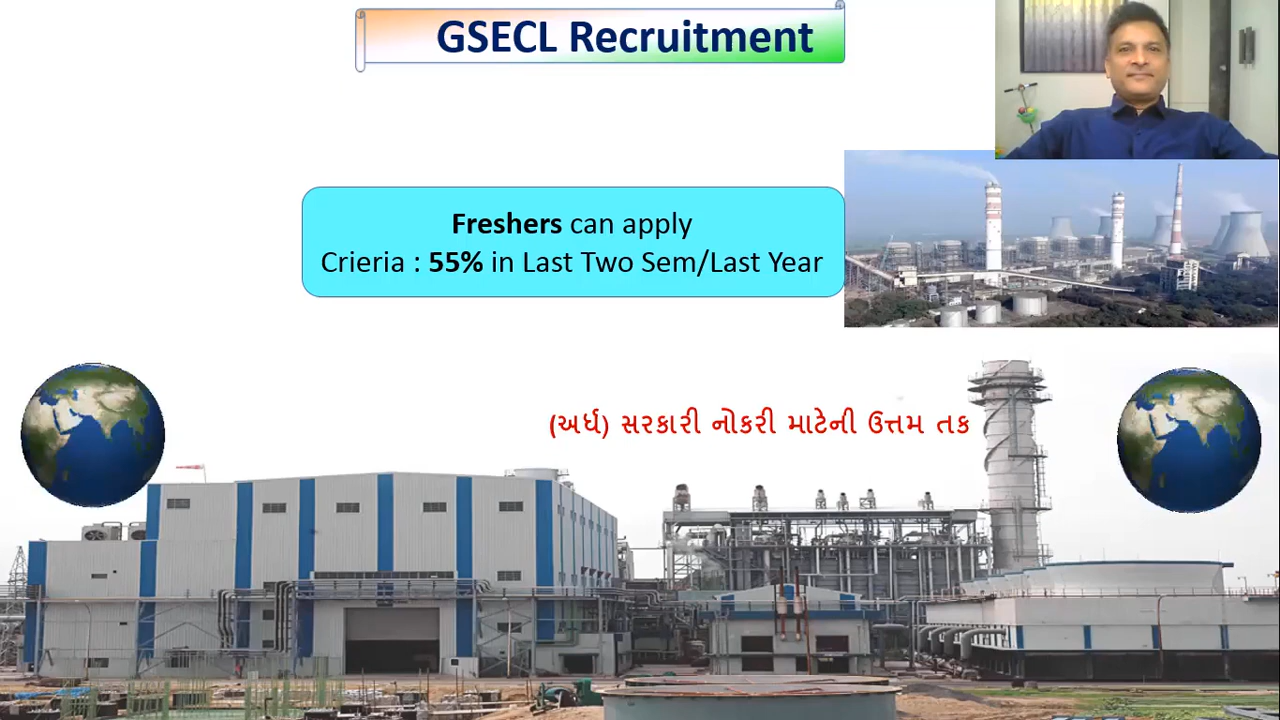 GSECL Recruitment
Freshers can apply
Crieria : 55% in Last Two Sem/Last Year
(અર્ધ) સરકારી નોકરી માટેની ઉત્તમ તક